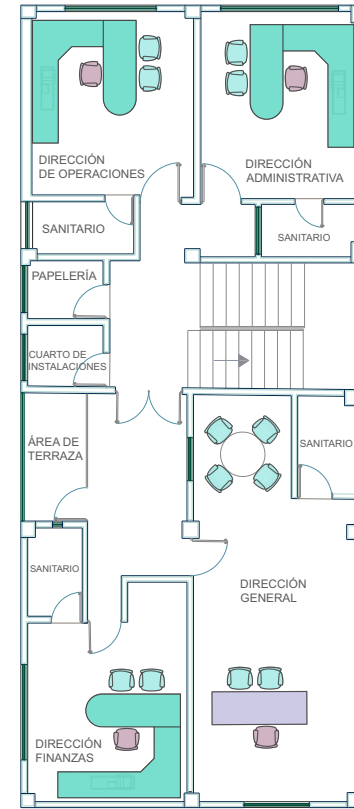 DIRECCIÓN
DE OPERACIONES
DIRECCIÓN
ADMINISTRATIVA
SANITARIO
SANITARIO
PAPELERÍA
CUARTO DE
INSTALACIONES
ÁREA DE
TERRAZA
SANITARIO
SANITARIO
DIRECCIÓN
GENERAL
DIRECCIÓN
FINANZAS